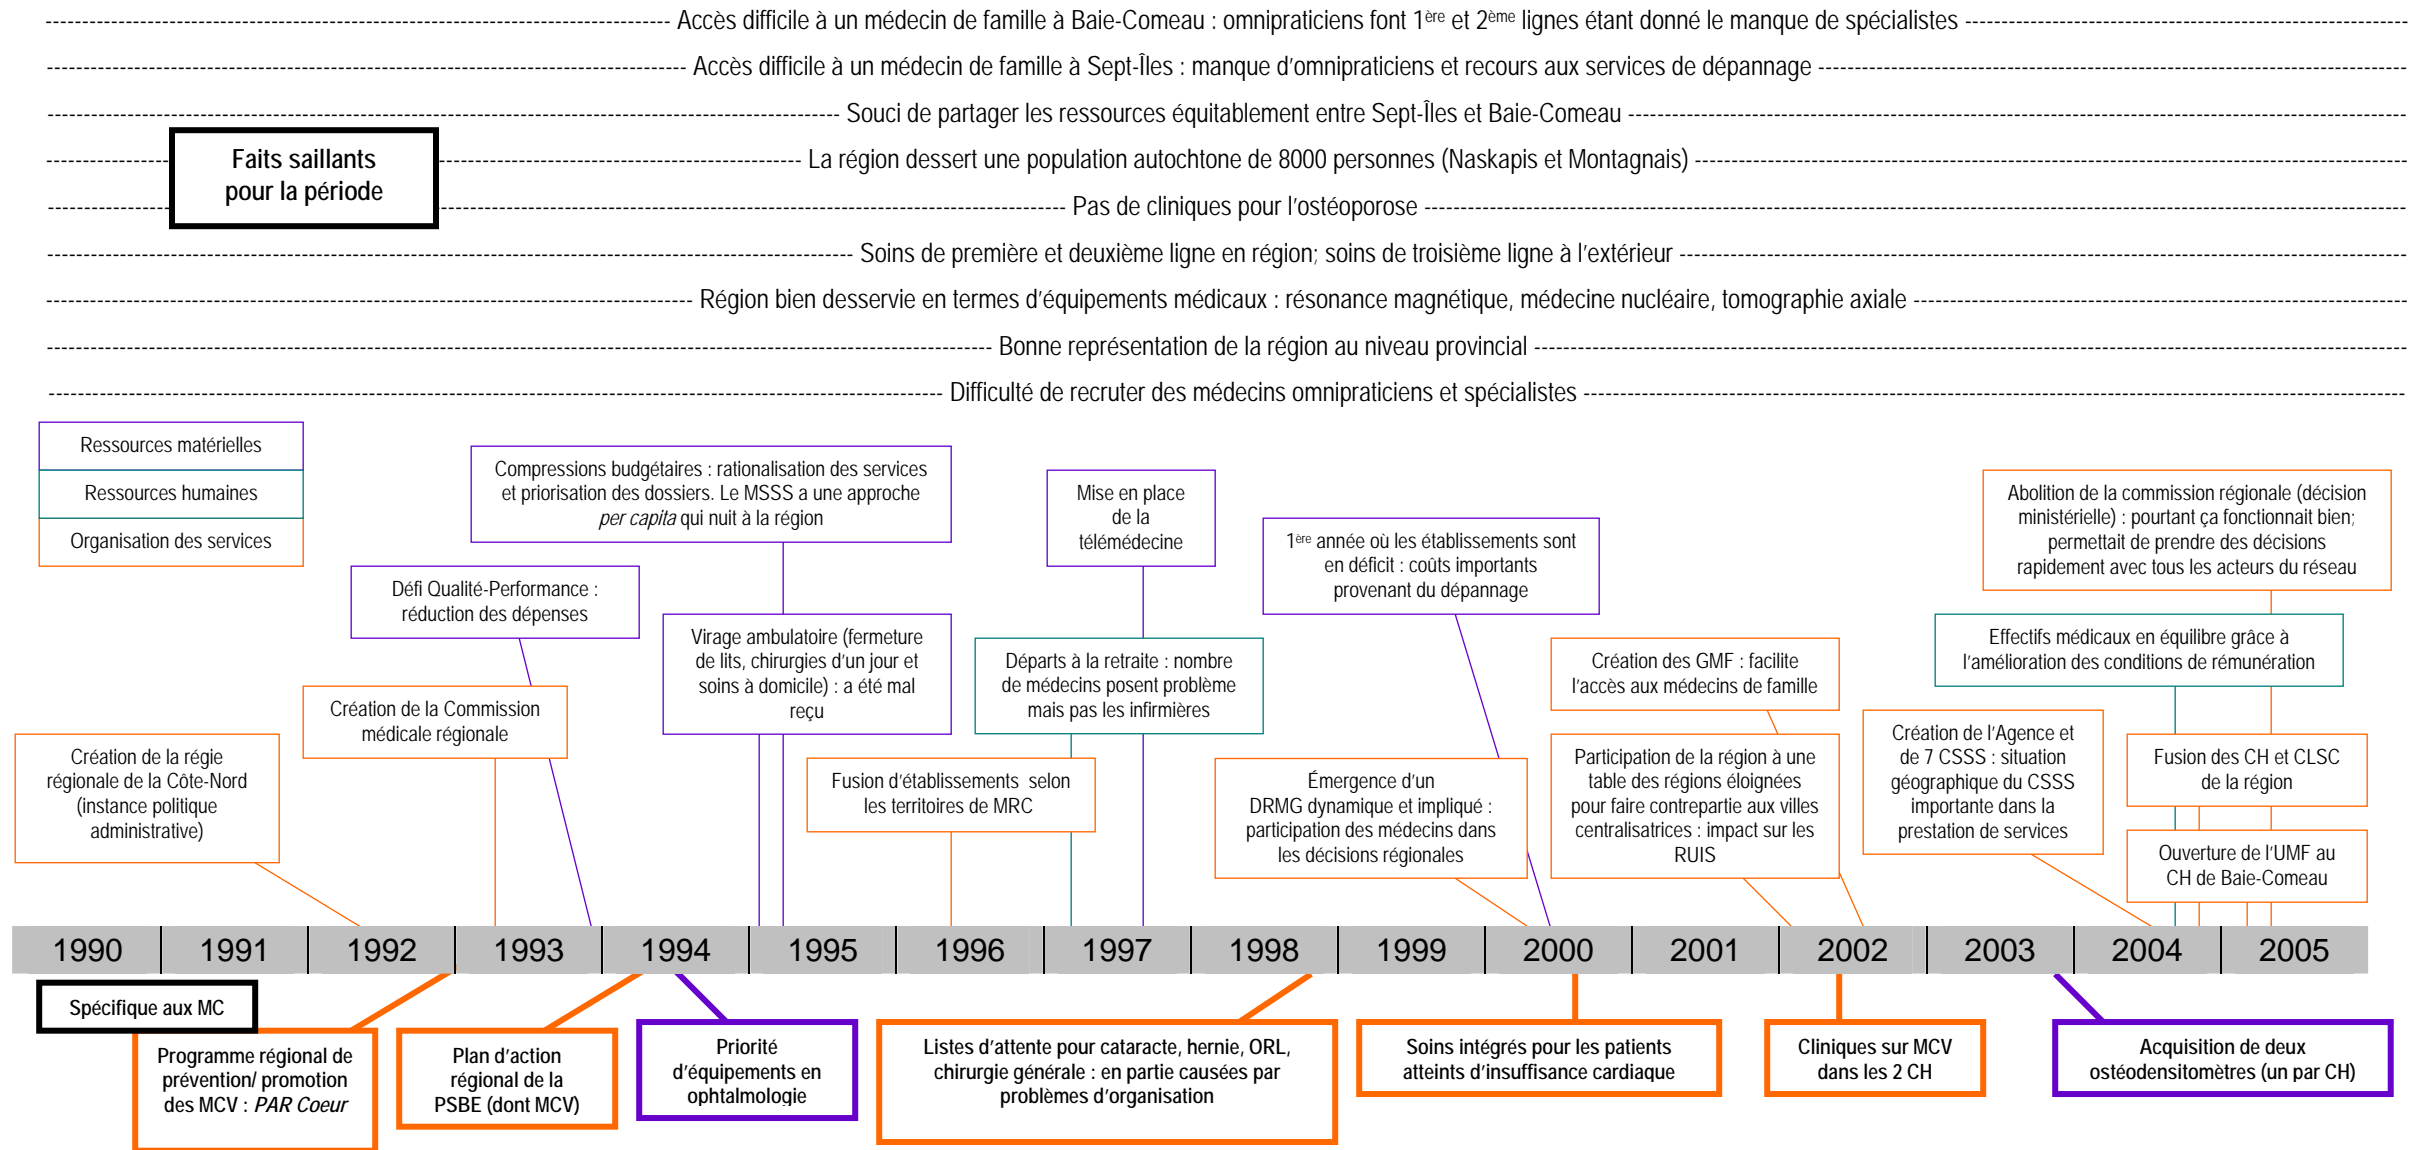 Accès difficile à un médecin de famille à Baie-Comeau : omnipraticiens font 1ère et 2ème lignes étant donné le manque de spécialistes
Accès difficile à un médecin de famille à Sept-Îles : manque d'omnipraticiens et recours aux services de dépannage
Souci de partager les ressources équitablement entre Sept-Îles et Baie-Comeau
Faits saillants
pour la période
La région dessert une population autochtone de 8000 personnes (Naskapis et Montagnais)
Pas de cliniques pour l'ostéoporose
Soins de première et deuxième ligne en région; soins de troisième ligne à l'extérieur
Région bien desservie en termes d'équipements médicaux : résonance magnétique, médecine nucléaire, tomographie axiale
Bonne représentation de la région au niveau provincial
Difficulté de recruter des médecins omnipraticiens et spécialistes
Ressources matérielles
Ressources humaines
Organisation des services
Compressions budgétaires : rationalisation des services
et priorisation des dossiers. Le MSSS a une approche
per capita qui nuit à la région
Mise en place
de la
télémédecine
1ère année où les établissements sont
en déficit : coûts importants
provenant du dépannage
Abolition de la commission régionale (décision
ministérielle) : pourtant ça fonctionnait bien;
permettait de prendre des décisions
rapidement avec tous les acteurs du réseau
Défi Qualité-Performance :
réduction des dépenses
Virage ambulatoire (fermeture
de lits, chirurgies d'un jour et
soins à domicile) : a été mal
reçu
Départs à la retraite : nombre
de médecins posent problème
mais pas les infirmières
Création des GMF : facilite
l'accès aux médecins de famille
Effectifs médicaux en équilibre grâce à
l'amélioration des conditions de rémunération
Création de la Commission
médicale régionale
Création de la régie
régionale de la Côte-Nord
(instance politique
administrative)
Fusion d'établissements selon
les territoires de MRC
Émergence d'un
DRMG dynamique et impliqué :
participation des médecins dans
les décisions régionales
Participation de la région à une
table des régions éloignées
pour faire contrepartie aux villes
centralisatrices : impact sur les
RUIS
Création de l'Agence et
de 7 CSSS : situation
géographique du CSSS
importante dans la
prestation de services
Fusion des CH et CLSC
de la région
Ouverture de l'UMF au
CH de Baie-Comeau
1990 1991 1992 1993 1994 1995 1996 1997 1998 1999 2000 2001 2002 2003 2004 2005
Spécifique aux MC
Programme régional de
prévention/ promotion
des MCV : PAR Coeur
Plan d'action
régional de la
PSBE (dont MCV)
Priorité
d'équipements en
ophtalmologie
Listes d'attente pour cataracte, hernie, ORL,
chirurgie générale : en partie causées par
problèmes d'organisation
Soins intégrés pour les patients
atteints d'insuffisance cardiaque
Cliniques sur MCV
dans les 2 CH
Acquisition de deux
ostéodensitomètres (un par CH)